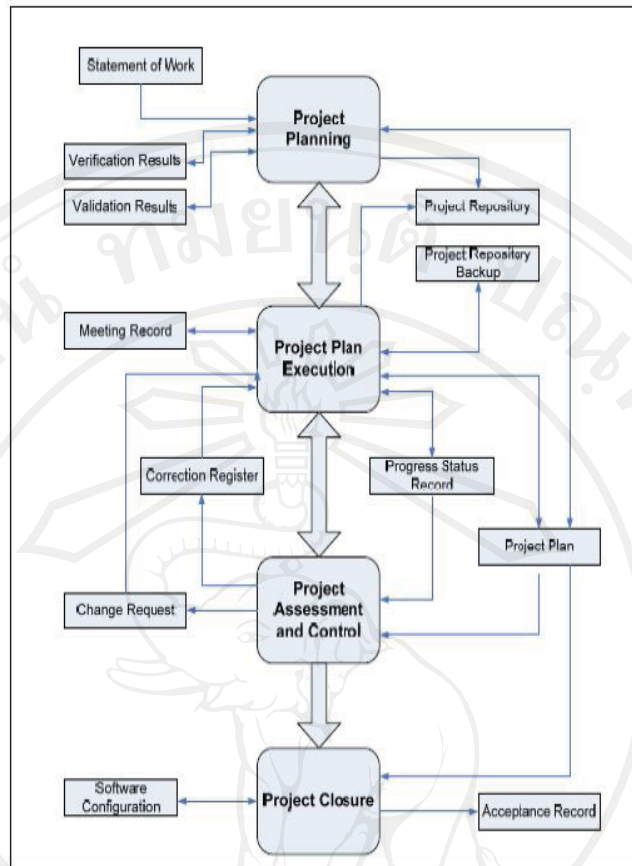 Statement of Work
Project
Planning
Verification Results
Validation Results
Project Repository
Project Repository
Backup
Meeting Record
Project Plan
Execution
Correction Register
Progress Status
Record
Project Plan
Project
Assessment
and Control
Change Request
Software
Configuration
Project Closure
Acceptance Record